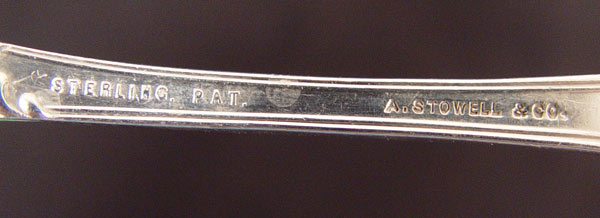 STERLING. PAT. A. STOWELL & CO.